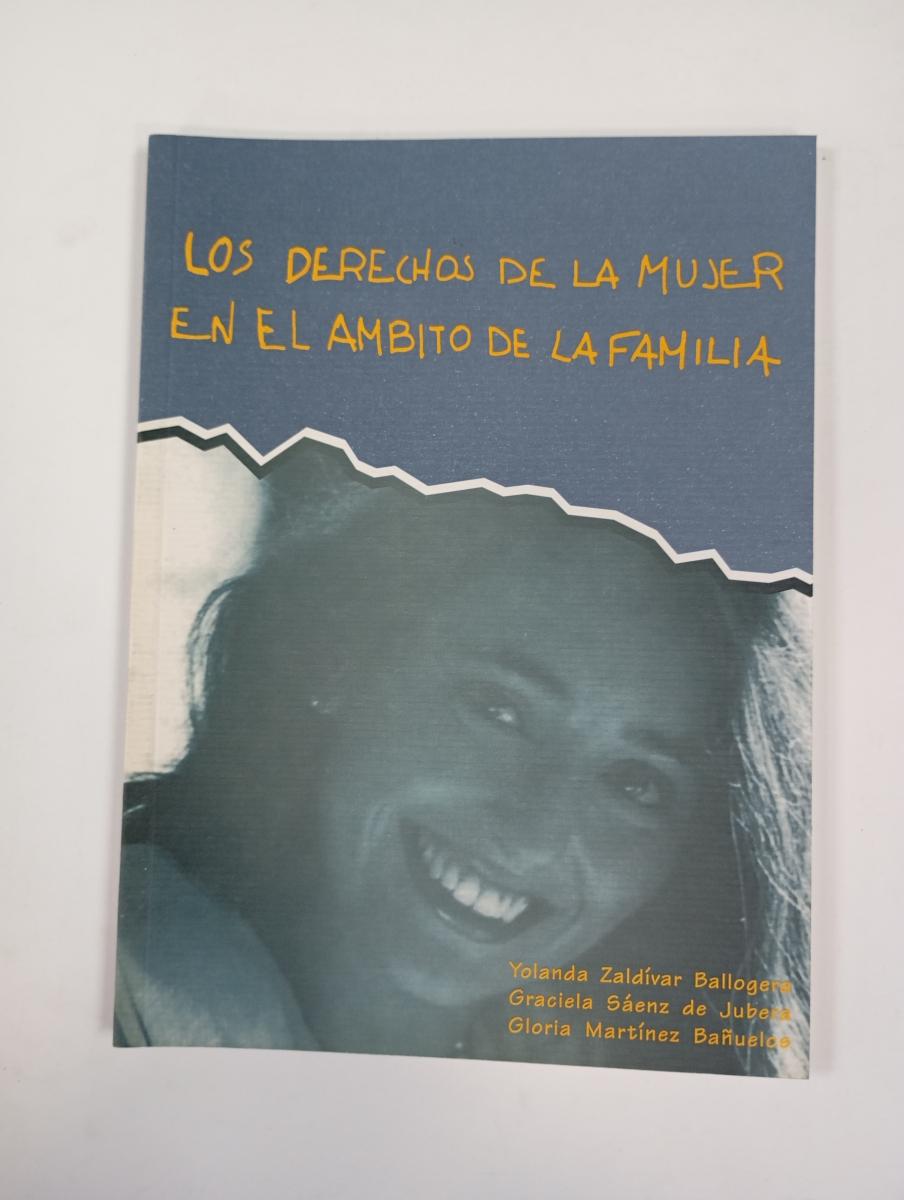 LOS DERECHOS DE LA MUJER
EN EL AMBITO DE LA FAMILIA
Yolanda Zaldívar Ballogera
Graciela Sáenz de Jubera
Gloria Martínez Bañuelos